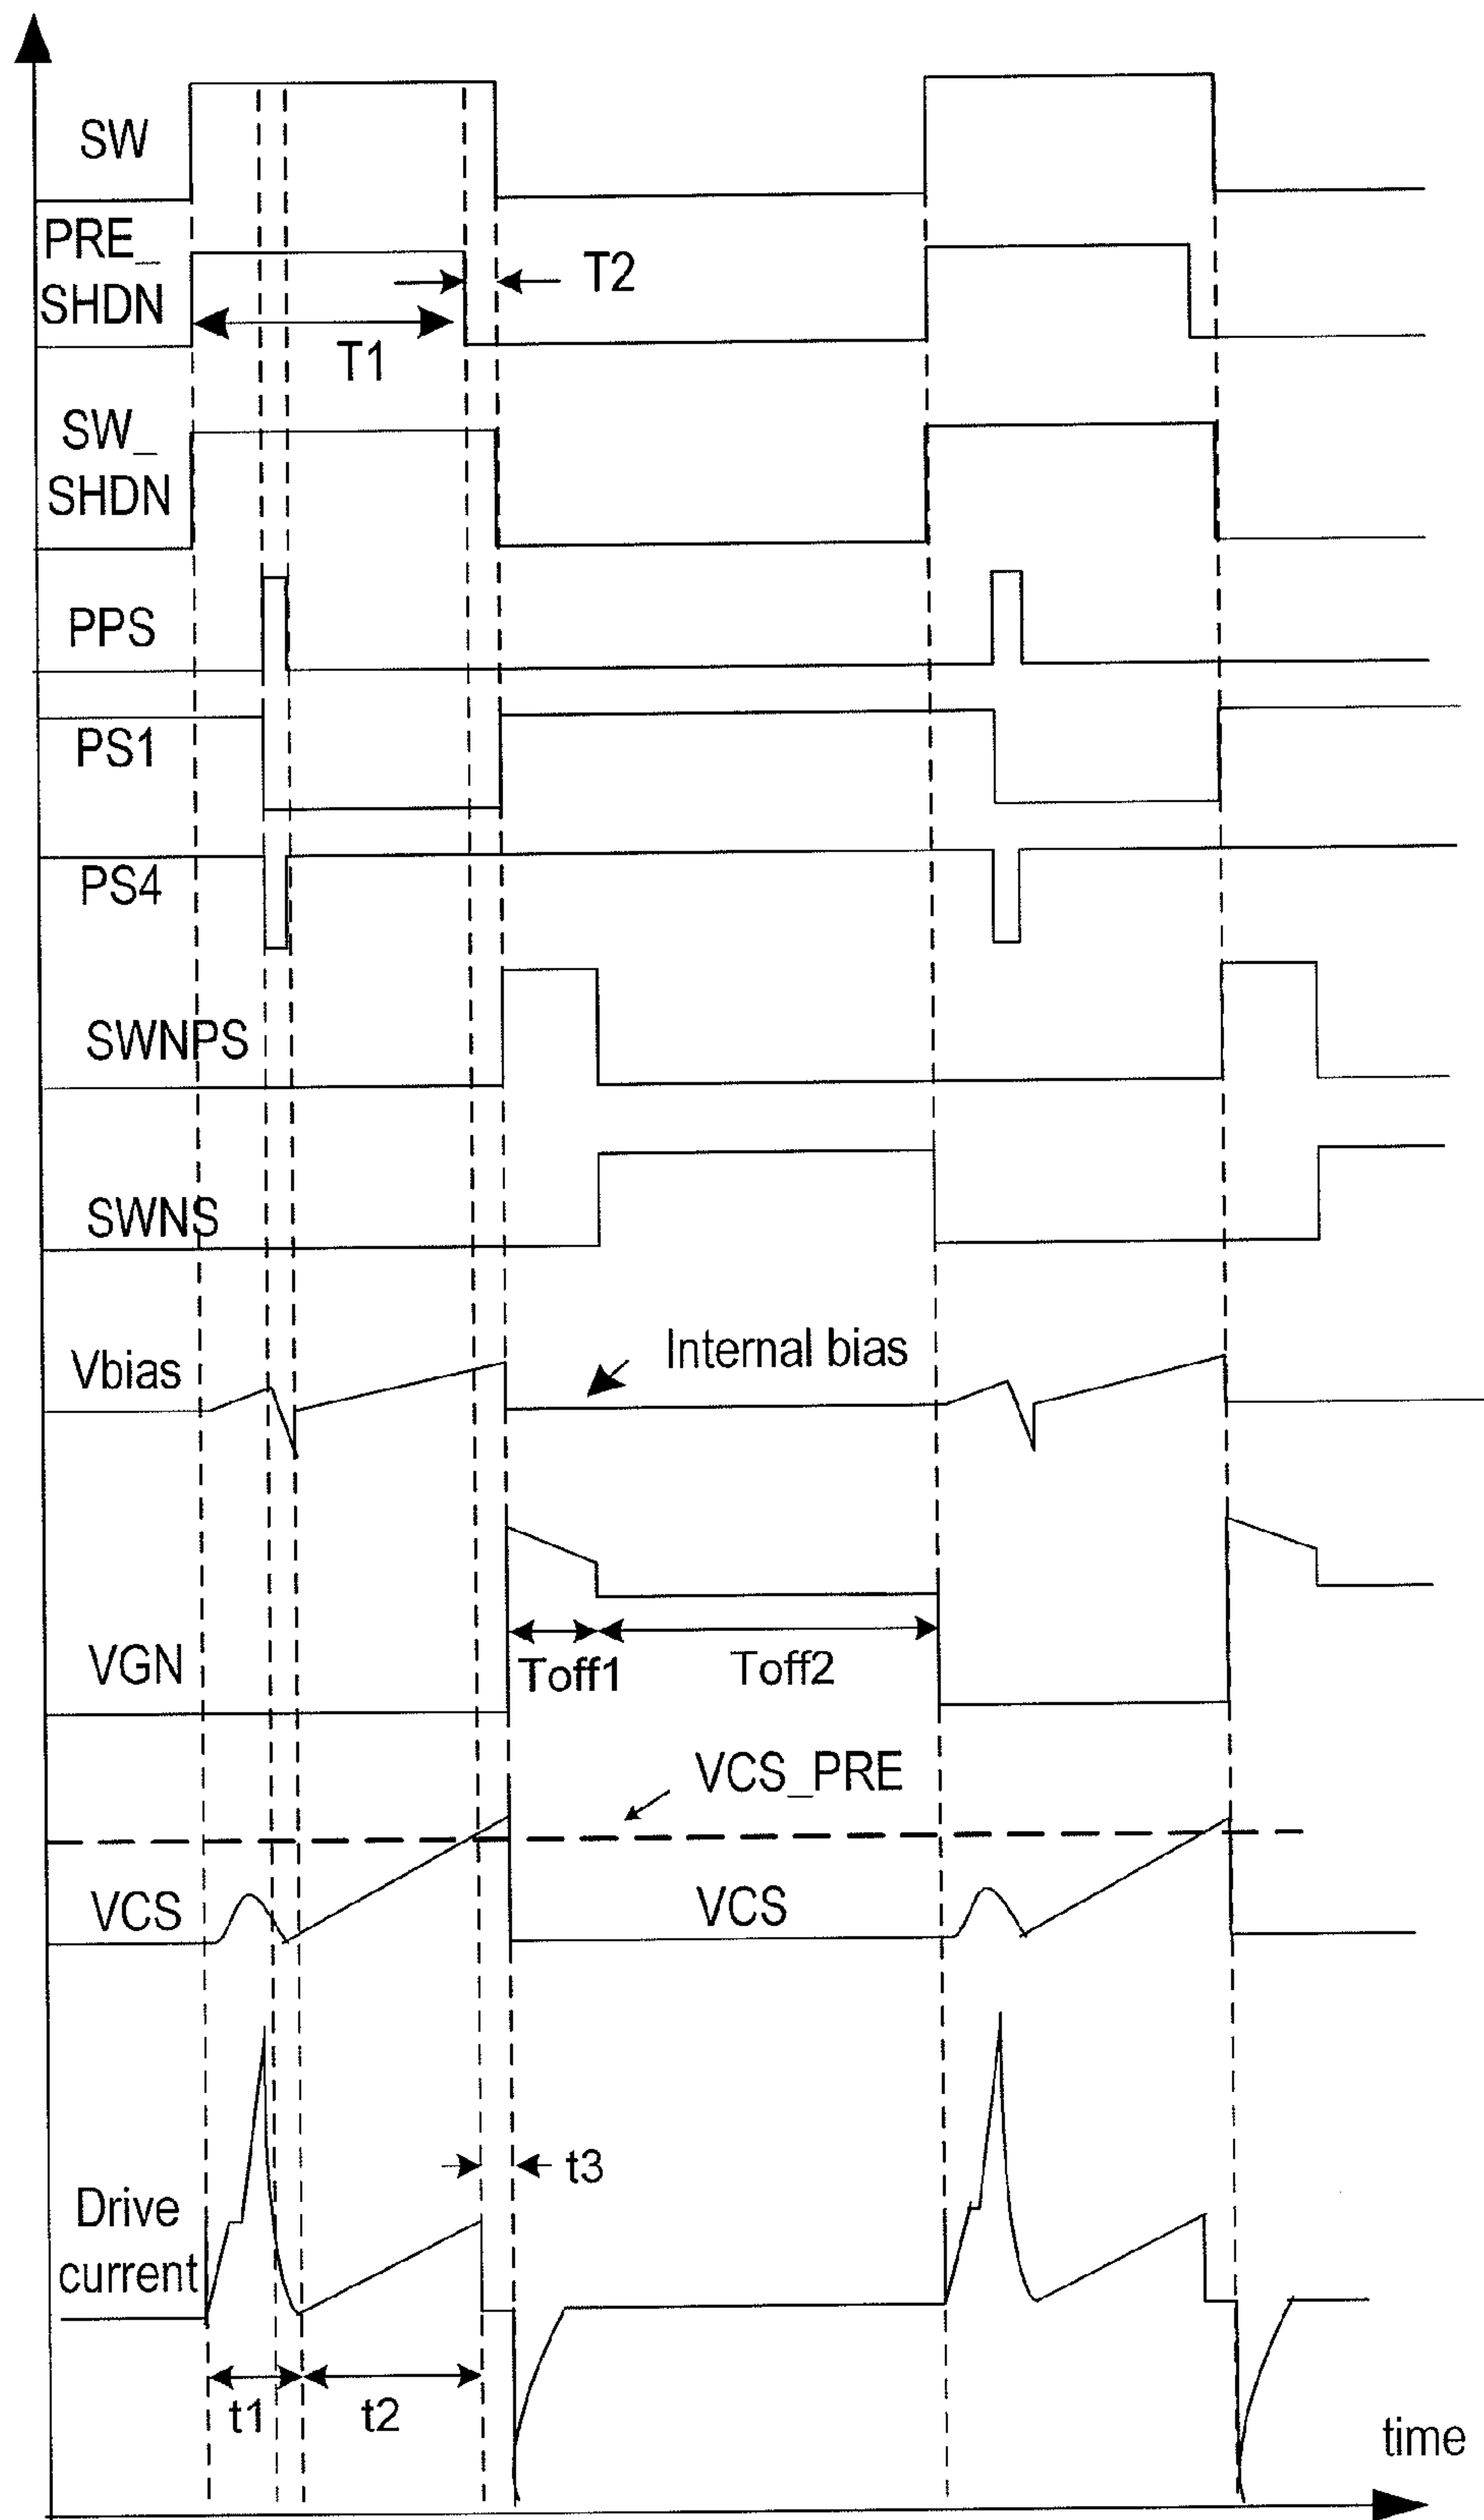 SW
PRE_
SHDN
T2
T1
SW_
SHDN
PPS
PS1
PS4
SWNPS
SWNS
Vbias
Internal bias
VGN
Toff1
Toff2
VCS_PRE
VCS
VCS
t3
Drive
current
t1
t2
time